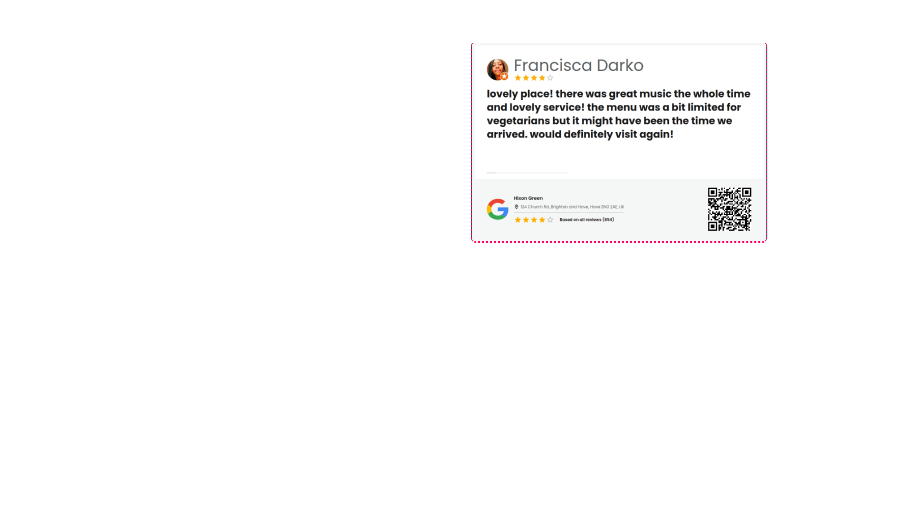 Francisca Darko
lovely place! there was great music the whole time
and lovely service! the menu was a bit limited for
vegetarians but it might have been the time we
arrived. would definitely visit again!
Hixon Green
134 Church Rd, Brighton and Hove, Hove BN3 2AE, UK
Based on all reviews (854)